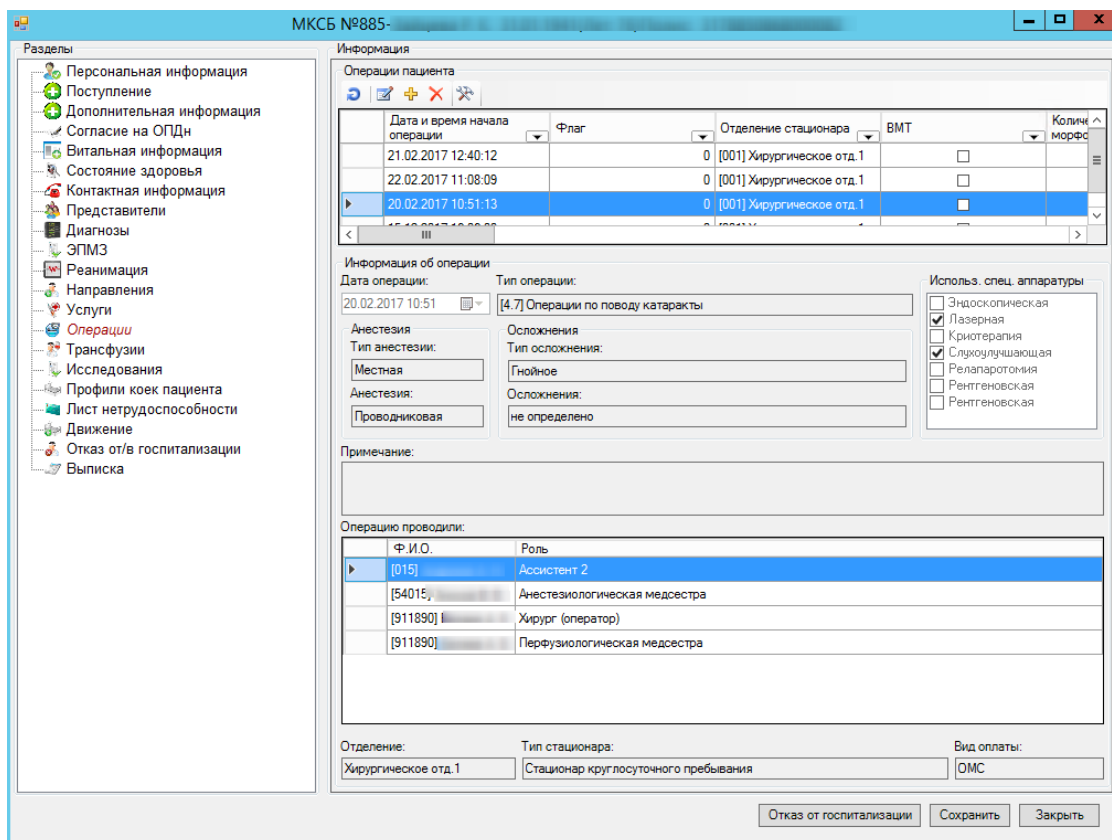 МКСБ №885-
Разделы
Персональная информация
Поступление
Дополнительная информация
Согласие на ОПДн
Витальная информация
Состояние здоровья
Контактная информация
Представители
Диагнозы
ЭПМЗ
Реанимация
Направления
Услуги
Операции
Трансфузии
Исследования
Профили коек пациента
Лист нетрудоспособности
Движение
Отказ от/в госпитализации
Выписка
Информация
Операции пациента
Дата и время начала операции Флаг Отделение стационара ВМТ
21.02.2017 12:40:12 0 [001] Хирургическое отд.1
22.02.2017 11:08:09 0 [001] Хирургическое отд.1
20.02.2017 10:51:13 0 [001] Хирургическое отд.1
Информация об операции
Дата операции: Тип операции:
20.02.2017 10:51 [4.7] Операции по поводу катаракты
Анестезия
Тип анестезии:
Местная
Анестезия:
Проводниковая
Осложнения
Тип осложнения:
Гнойное
Осложнения:
не определено
Использ. спец. аппаратуры
Эндоскопическая
Лазерная
Криотерапия
Слухоулучшающая
Релапаротомия
Рентгеновская
Рентгеновская
Примечание:
Операцию проводили:
Ф.И.О. Роль
[015] Ассистент 2
[54015] Анестезиологическая медсестра
[911890] Хирург (оператор)
[911890] Перфузиологическая медсестра
Отделение: Тип стационара: Вид оплаты:
Хирургическое отд.1 Стационар круглосуточного пребывания ОМС
Отказ от госпитализации Сохранить Закрыть